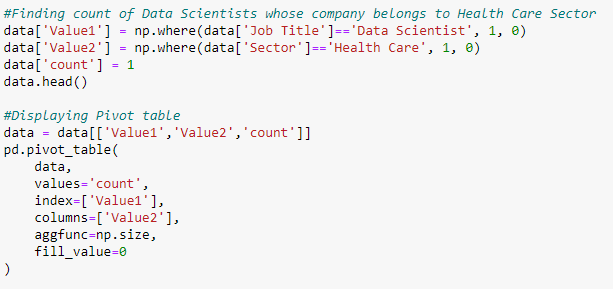 #Finding count of Data Scientists whose company belongs to Health Care Sector
data['Value1'] = np.where(data['Job Title']=='Data Scientist', 1, 0)
data['Value2'] = np.where(data['Sector']=='Health Care', 1, 0)
data['count'] = 1
data.head()

#Displaying Pivot table
data = data[['Value1','Value2','count']]
pd.pivot_table(
    data,
    values='count',
    index=['Value1'],
    columns=['Value2'],
    aggfunc=np.size,
    fill_value=0
)